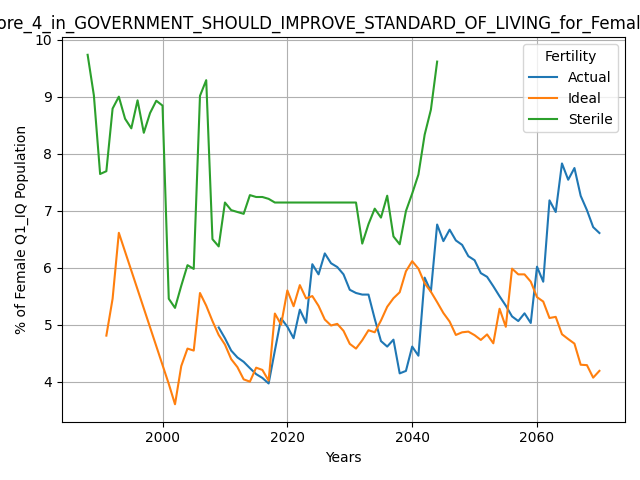 ore_4_in_GOVERNMENT_SHOULD_IMPROVE_STANDARD_OF_LIVING_for_Femal
% of Female Q1_IQ Population
10
9
8
7
6
5
4
Fertility
Actual
Ideal
Sterile
2000
2020
2040
2060
Years